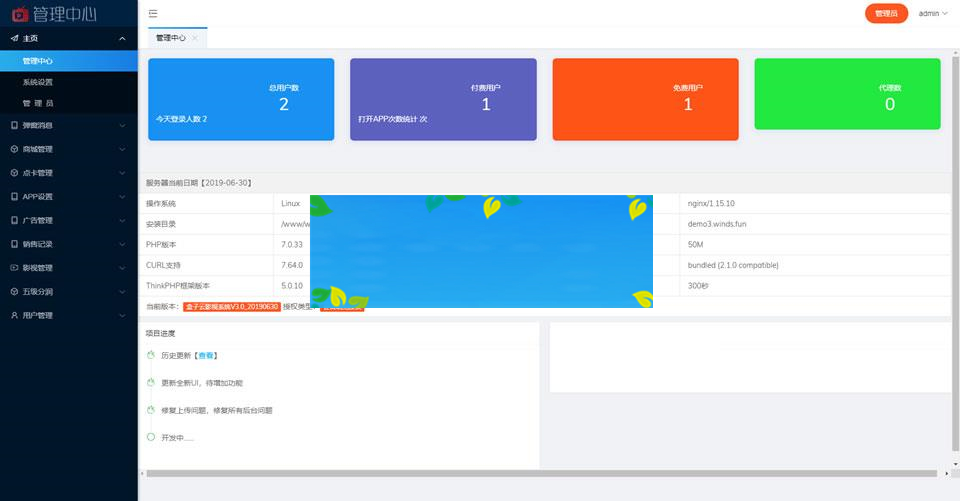 管理中心
管理员
admin
主页
管理中心
管理中心
系统设置
管 理 员
弹窗消息
商城管理
点卡管理
APP设置
广告管理
销售记录
影视管理
五级分润
用户管理
总用户数
2
今天登录人数 2
付费用户
1
打开APP次数统计 次
免费用户
1
代理数
0
服务器当前日期【2019-06-30】
操作系统 Linux nginx/1.15.10
安装目录 /www/w demo3.winds.fun
PHP版本 7.0.33 50M
CURL支持 7.64.0 bundled (2.1.0 compatible)
ThinkPHP框架版本 5.0.10 300秒
当前版本： 盒子云影视系统V3.0_20190630 授权类型：
项目进度
历史更新【查看】
更新全新UI，待增加功能
修复上传问题，修复所有后台问题
开发中......